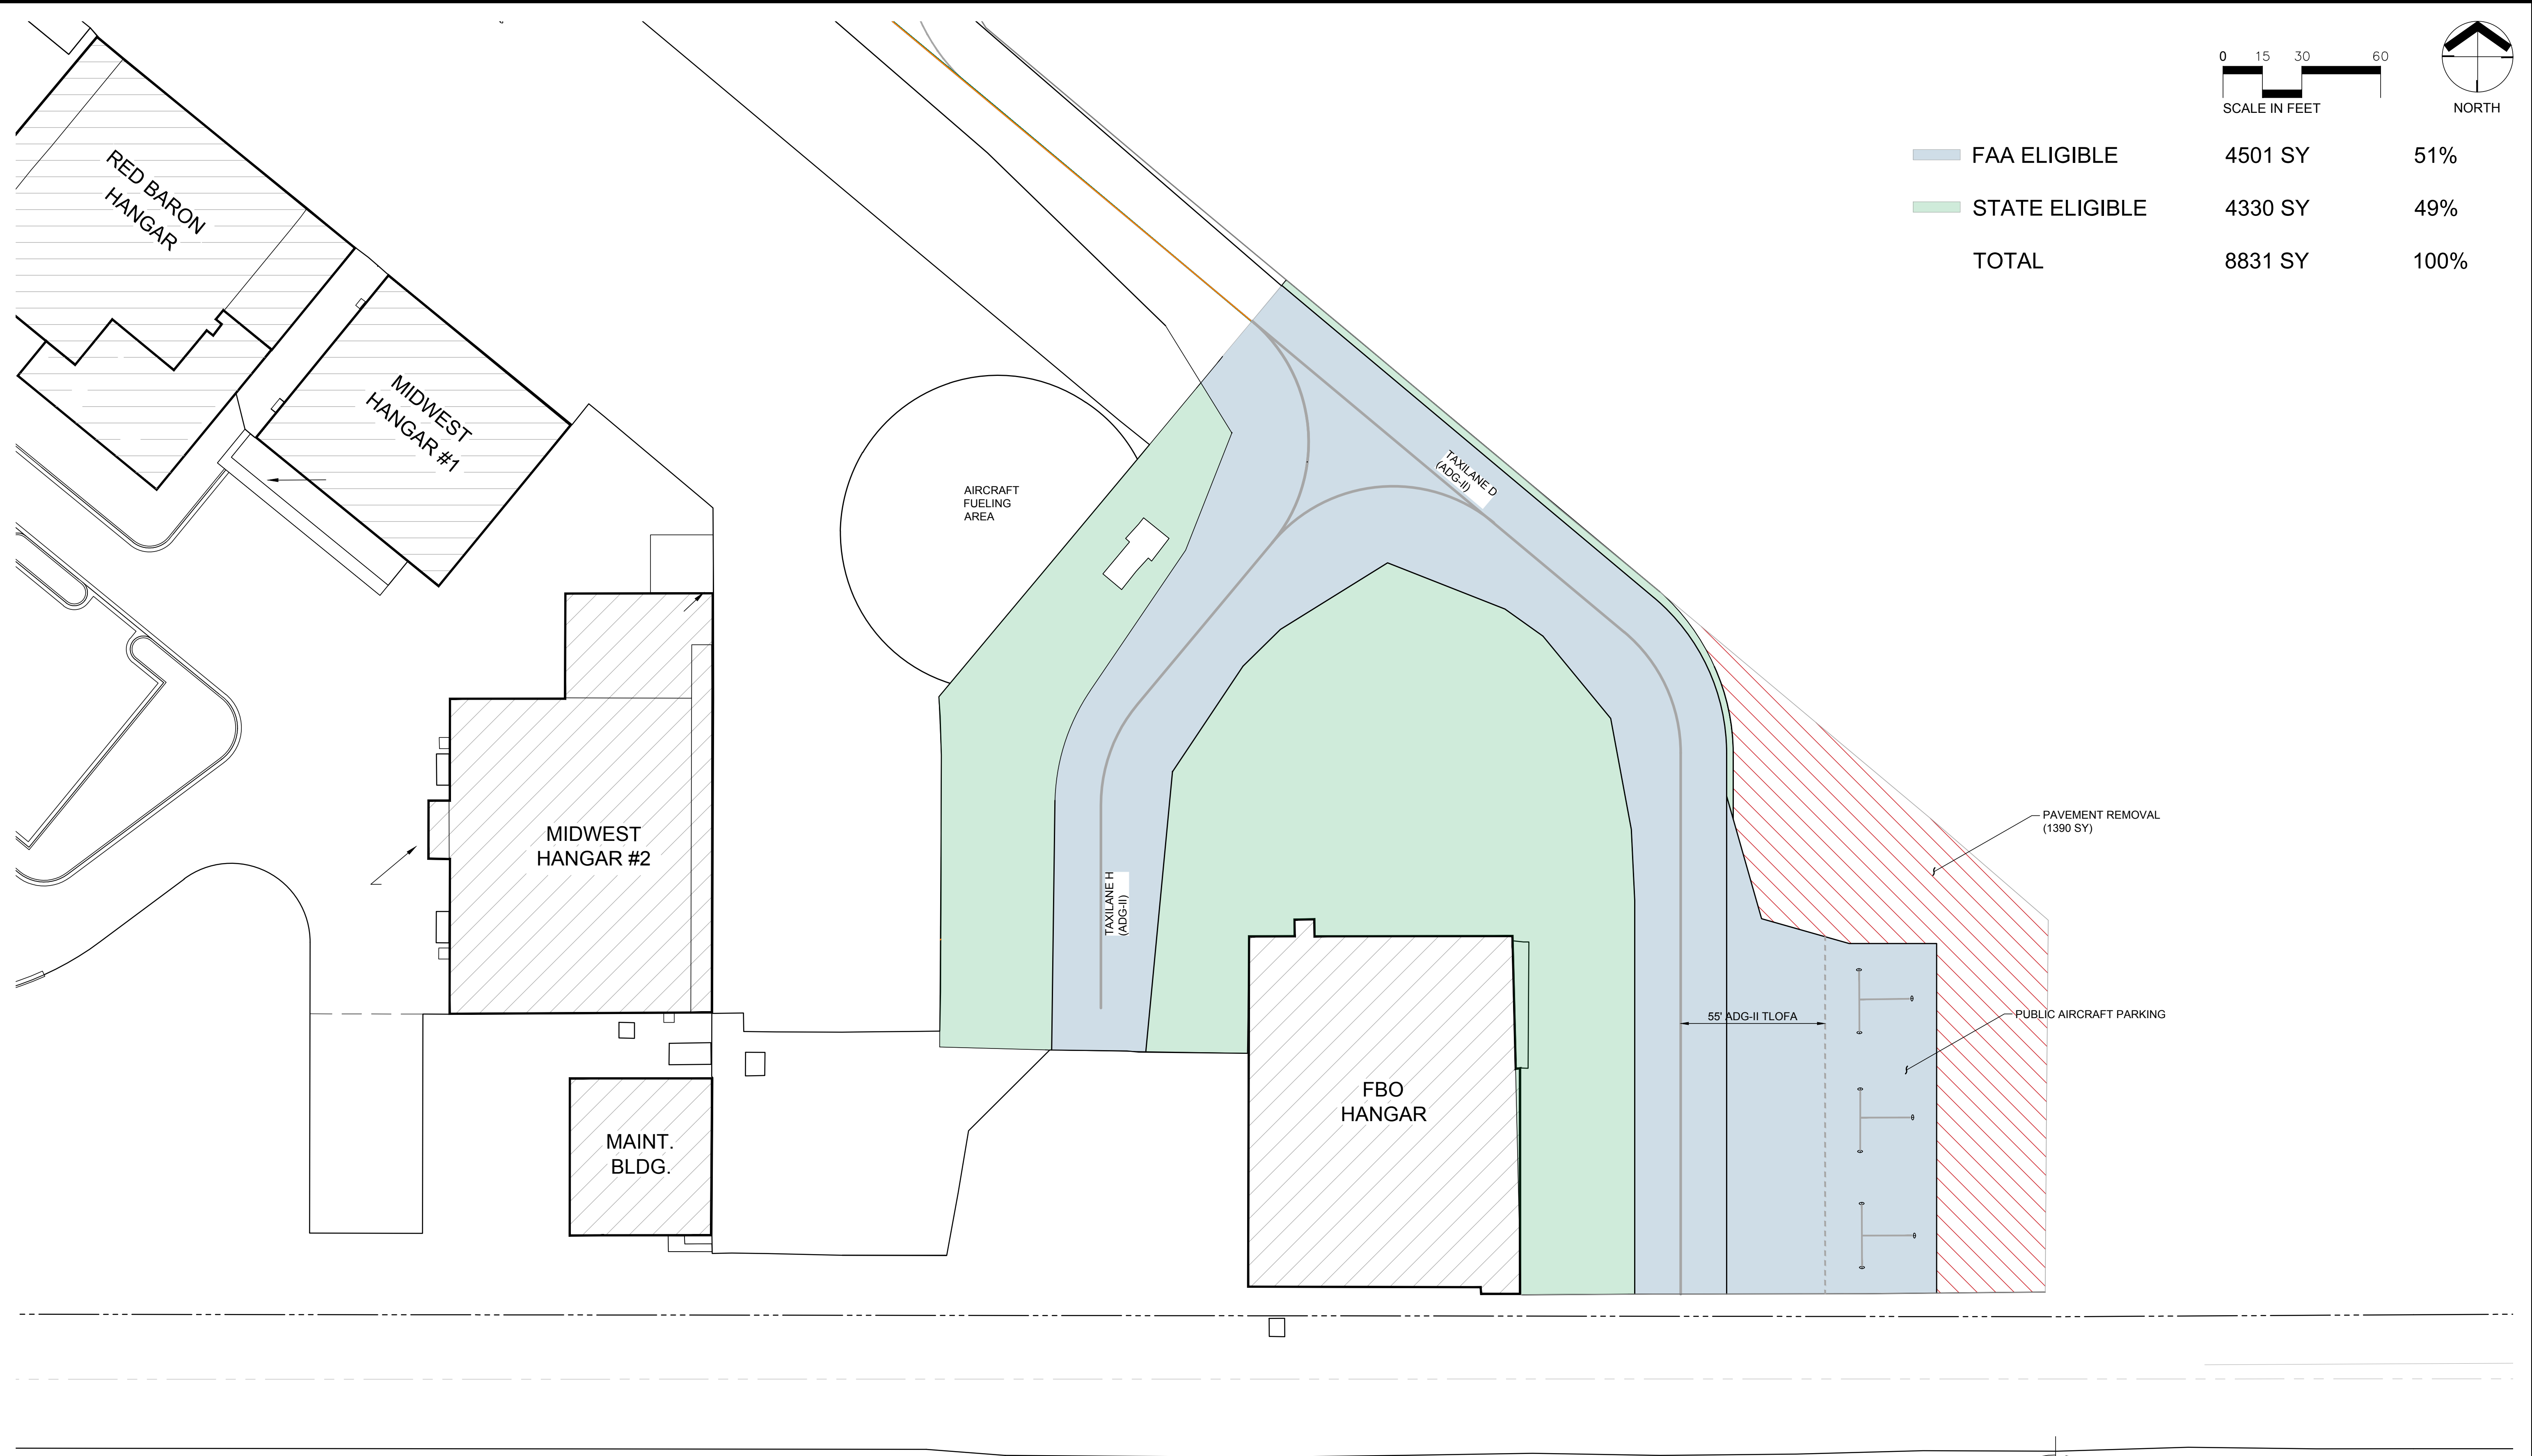 0 15 30 60
SCALE IN FEET
NORTH
FAA ELIGIBLE 4501 SY 51%
STATE ELIGIBLE 4330 SY 49%
TOTAL 8831 SY 100%
RED BARON
HANGAR
MIDWEST
HANGAR #1
AIRCRAFT
FUELING
AREA
TAXILANE D
(ADG-II)
MIDWEST
HANGAR #2
TAXILANE H
(ADG-II)
PAVEMENT REMOVAL
(1390 SY)
55' ADG-II TLOFA
PUBLIC AIRCRAFT PARKING
FBO
HANGAR
MAINT.
BLDG.